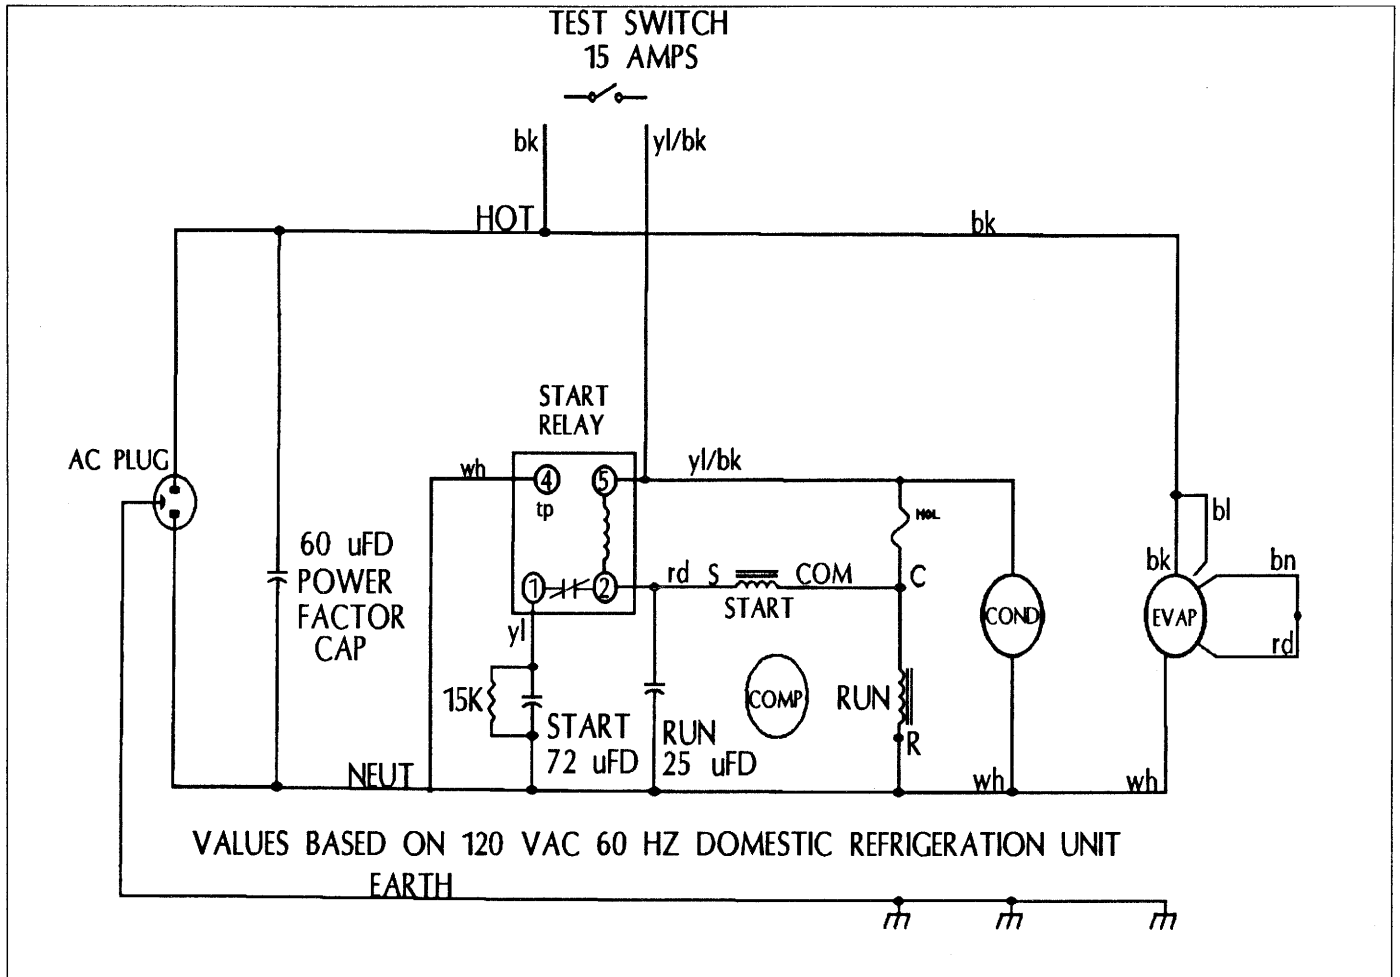 TEST SWITCH
15 AMPS
bk
yl/bk
HOT
bk
START
RELAY
AC PLUG
wh
4
5
tp
yl/bk
MOL
bl
60 uFD
POWER
FACTOR
CAP
1
2
rd
S
COM
START
C
COND
bk
EVAP
bn
rd
yl
15K
START
72 uFD
RUN
25 uFD
COMP
RUN
R
NEUT
wh
wh
VALUES BASED ON 120 VAC 60 HZ DOMESTIC REFRIGERATION UNIT
EARTH